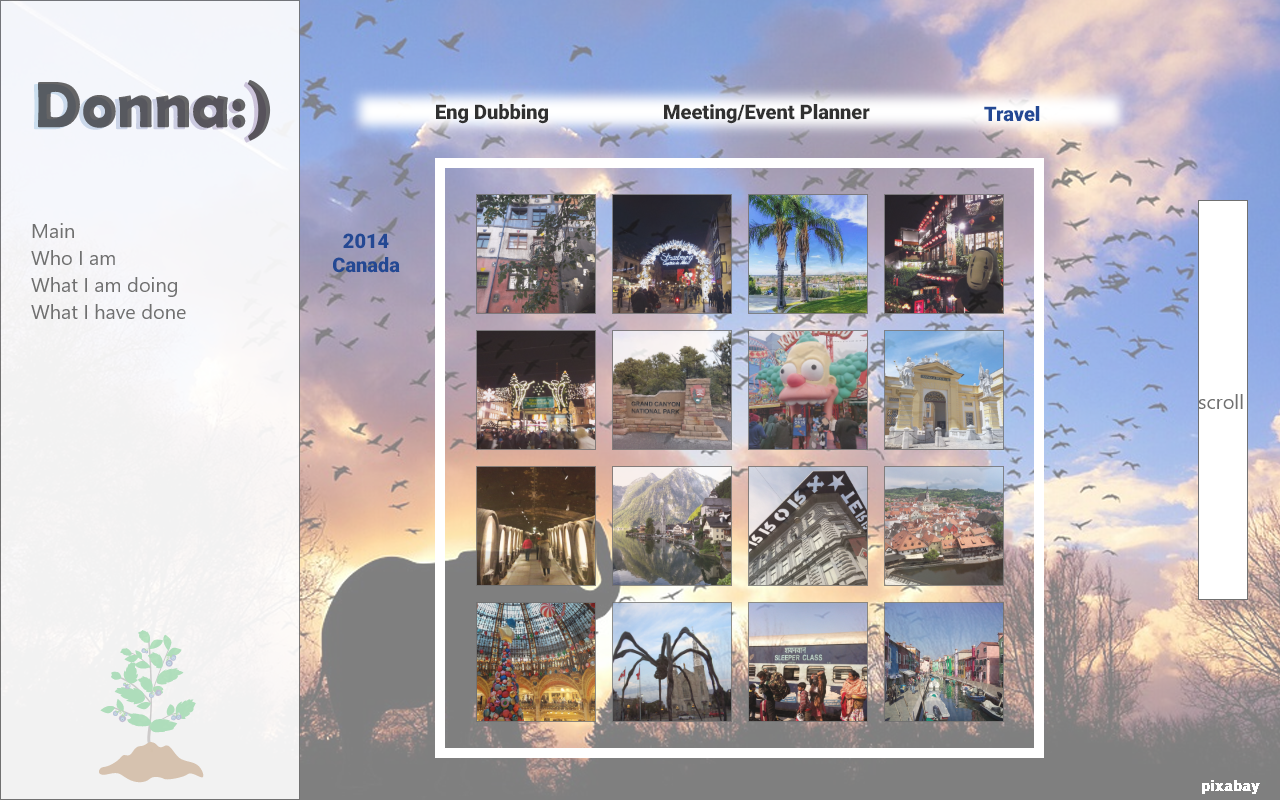 Donna:)
Eng Dubbing
Meeting/Event Planner
Travel
Main
Who I am
What I am doing
What I have done
2014
Canada
Strasbourg
GRAND CANYON
NATIONAL PARK
SLEEPER CLASS
scroll
pixabay